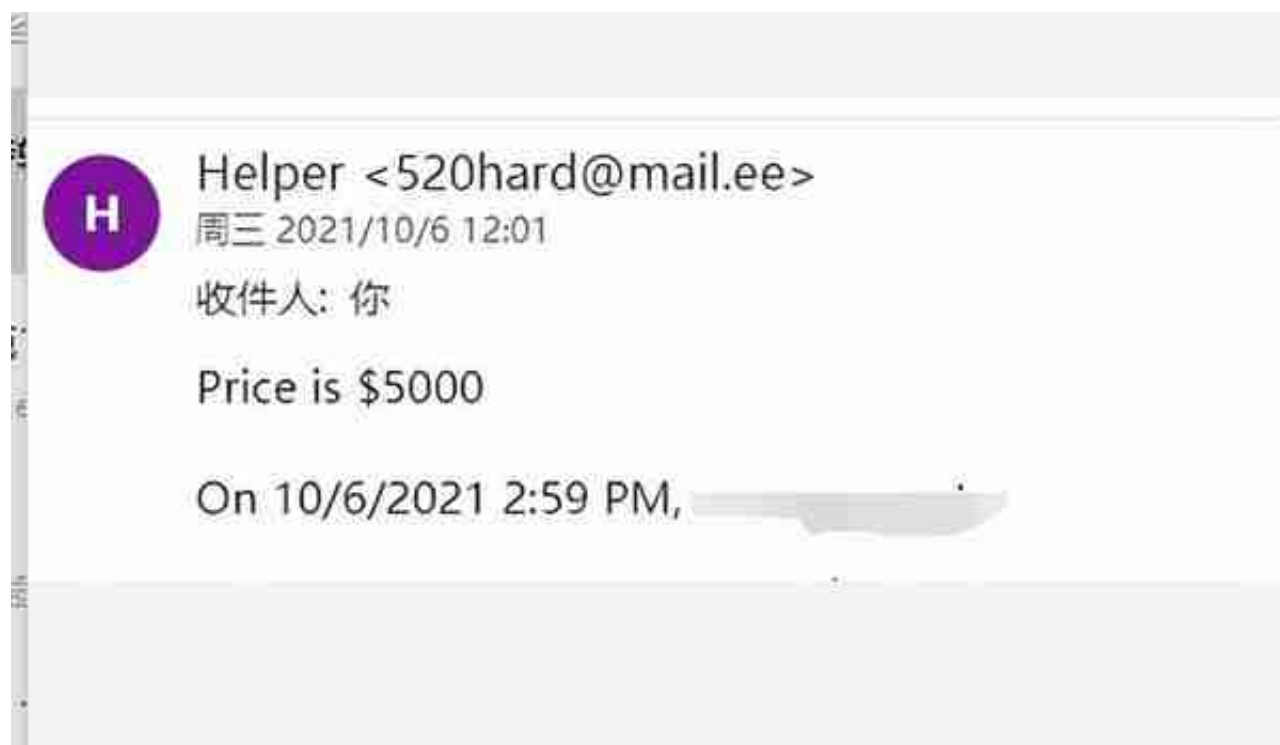 H
Helper <520hard@mail.ee>
周三 2021/10/6 12:01
收件人: 你
Price is $5000
On 10/6/2021 2:59 PM,